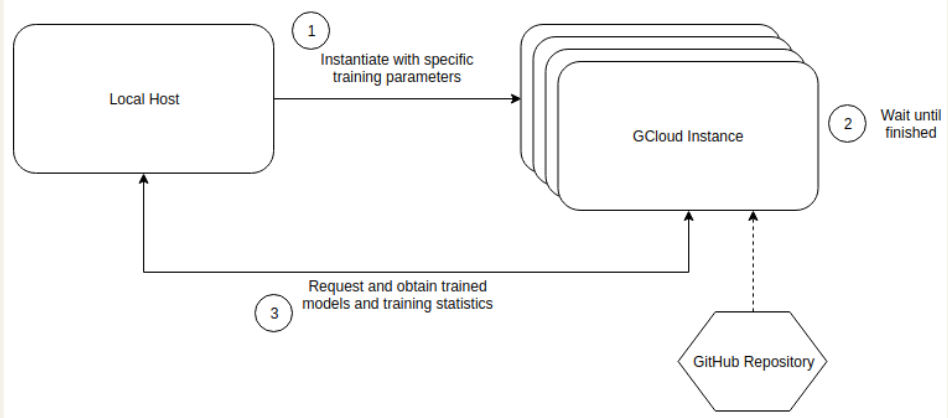 1
Instantiate with specific
training parameters
Local Host
GCloud Instance
2
Wait until
finished
Request and obtain trained
models and training statistics
3
GitHub Repository